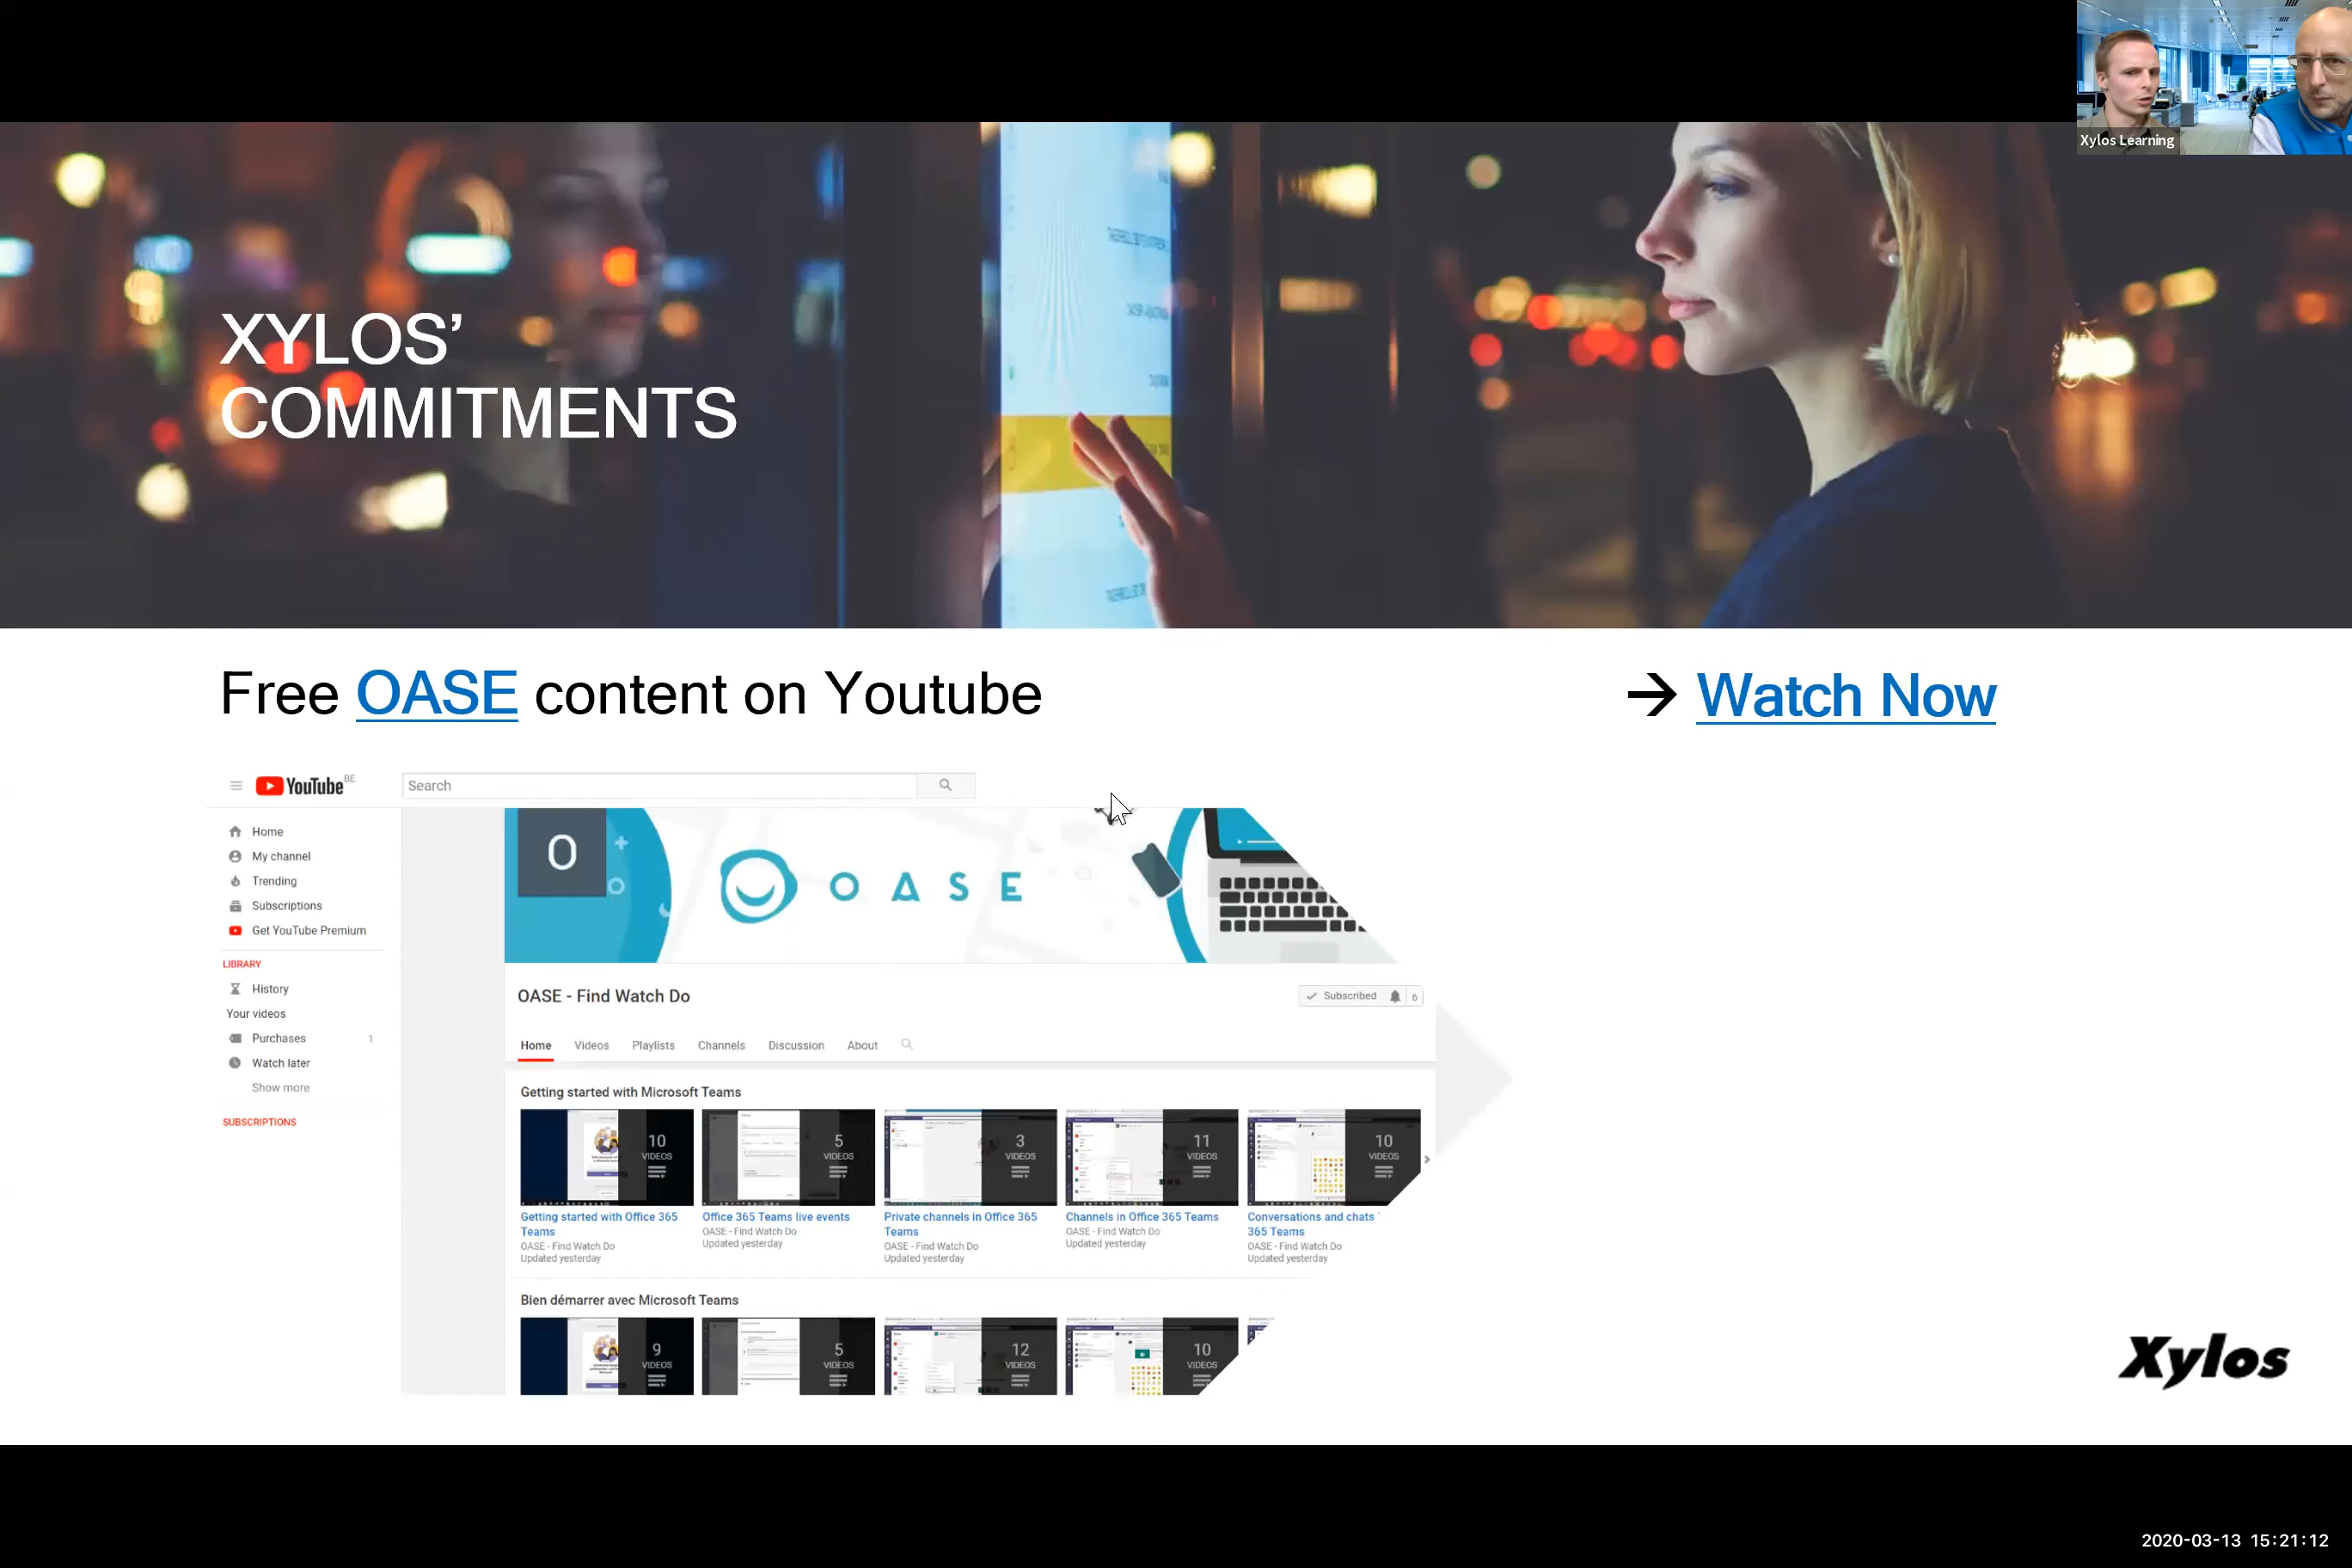 Xylos Learning
XYLOS’
COMMITMENTS
Free OASE content on Youtube
→ Watch Now
YouTube BE
Search
Home
My channel
Trending
Subscriptions
Get YouTube Premium
LIBRARY
History
Your videos
Purchases 1
Watch later
Show more
SUBSCRIPTIONS
O
OASE
OASE - Find Watch Do
Subscribed 6
Home Videos Playlists Channels Discussion About
Getting started with Microsoft Teams
10 VIDEOS
5 VIDEOS
3 VIDEOS
11 VIDEOS
10 VIDEOS
Getting started with Office 365
Teams
OASE - Find Watch Do
Updated yesterday
Office 365 Teams live events
OASE - Find Watch Do
Updated yesterday
Private channels in Office 365
Teams
OASE - Find Watch Do
Updated yesterday
Channels in Office 365 Teams
OASE - Find Watch Do
Updated yesterday
Conversations and chats
365 Teams
OASE - Find Watch Do
Updated yesterday
Bien démarrer avec Microsoft Teams
9 VIDEOS
5 VIDEOS
12 VIDEOS
10 VIDEOS
Xylos
2020-03-13 15:21:12